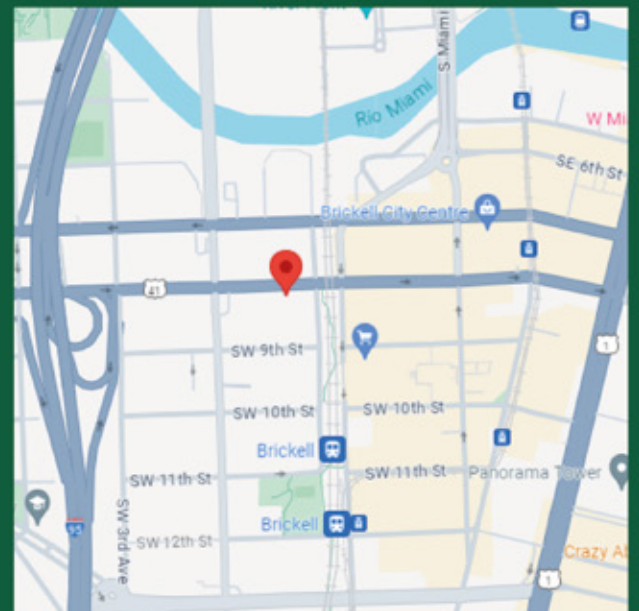 S Miami
Rio Miami
W Mi
SE 6th St
Brickell City Centre
41
1
SW 9th St
SW 10th St
SW 10th St
Brickell
SW 11th St
SW 11th St
Panorama Tower
SW 3rd Ave
95
Brickell
SW 12th St
Crazy Ab
1